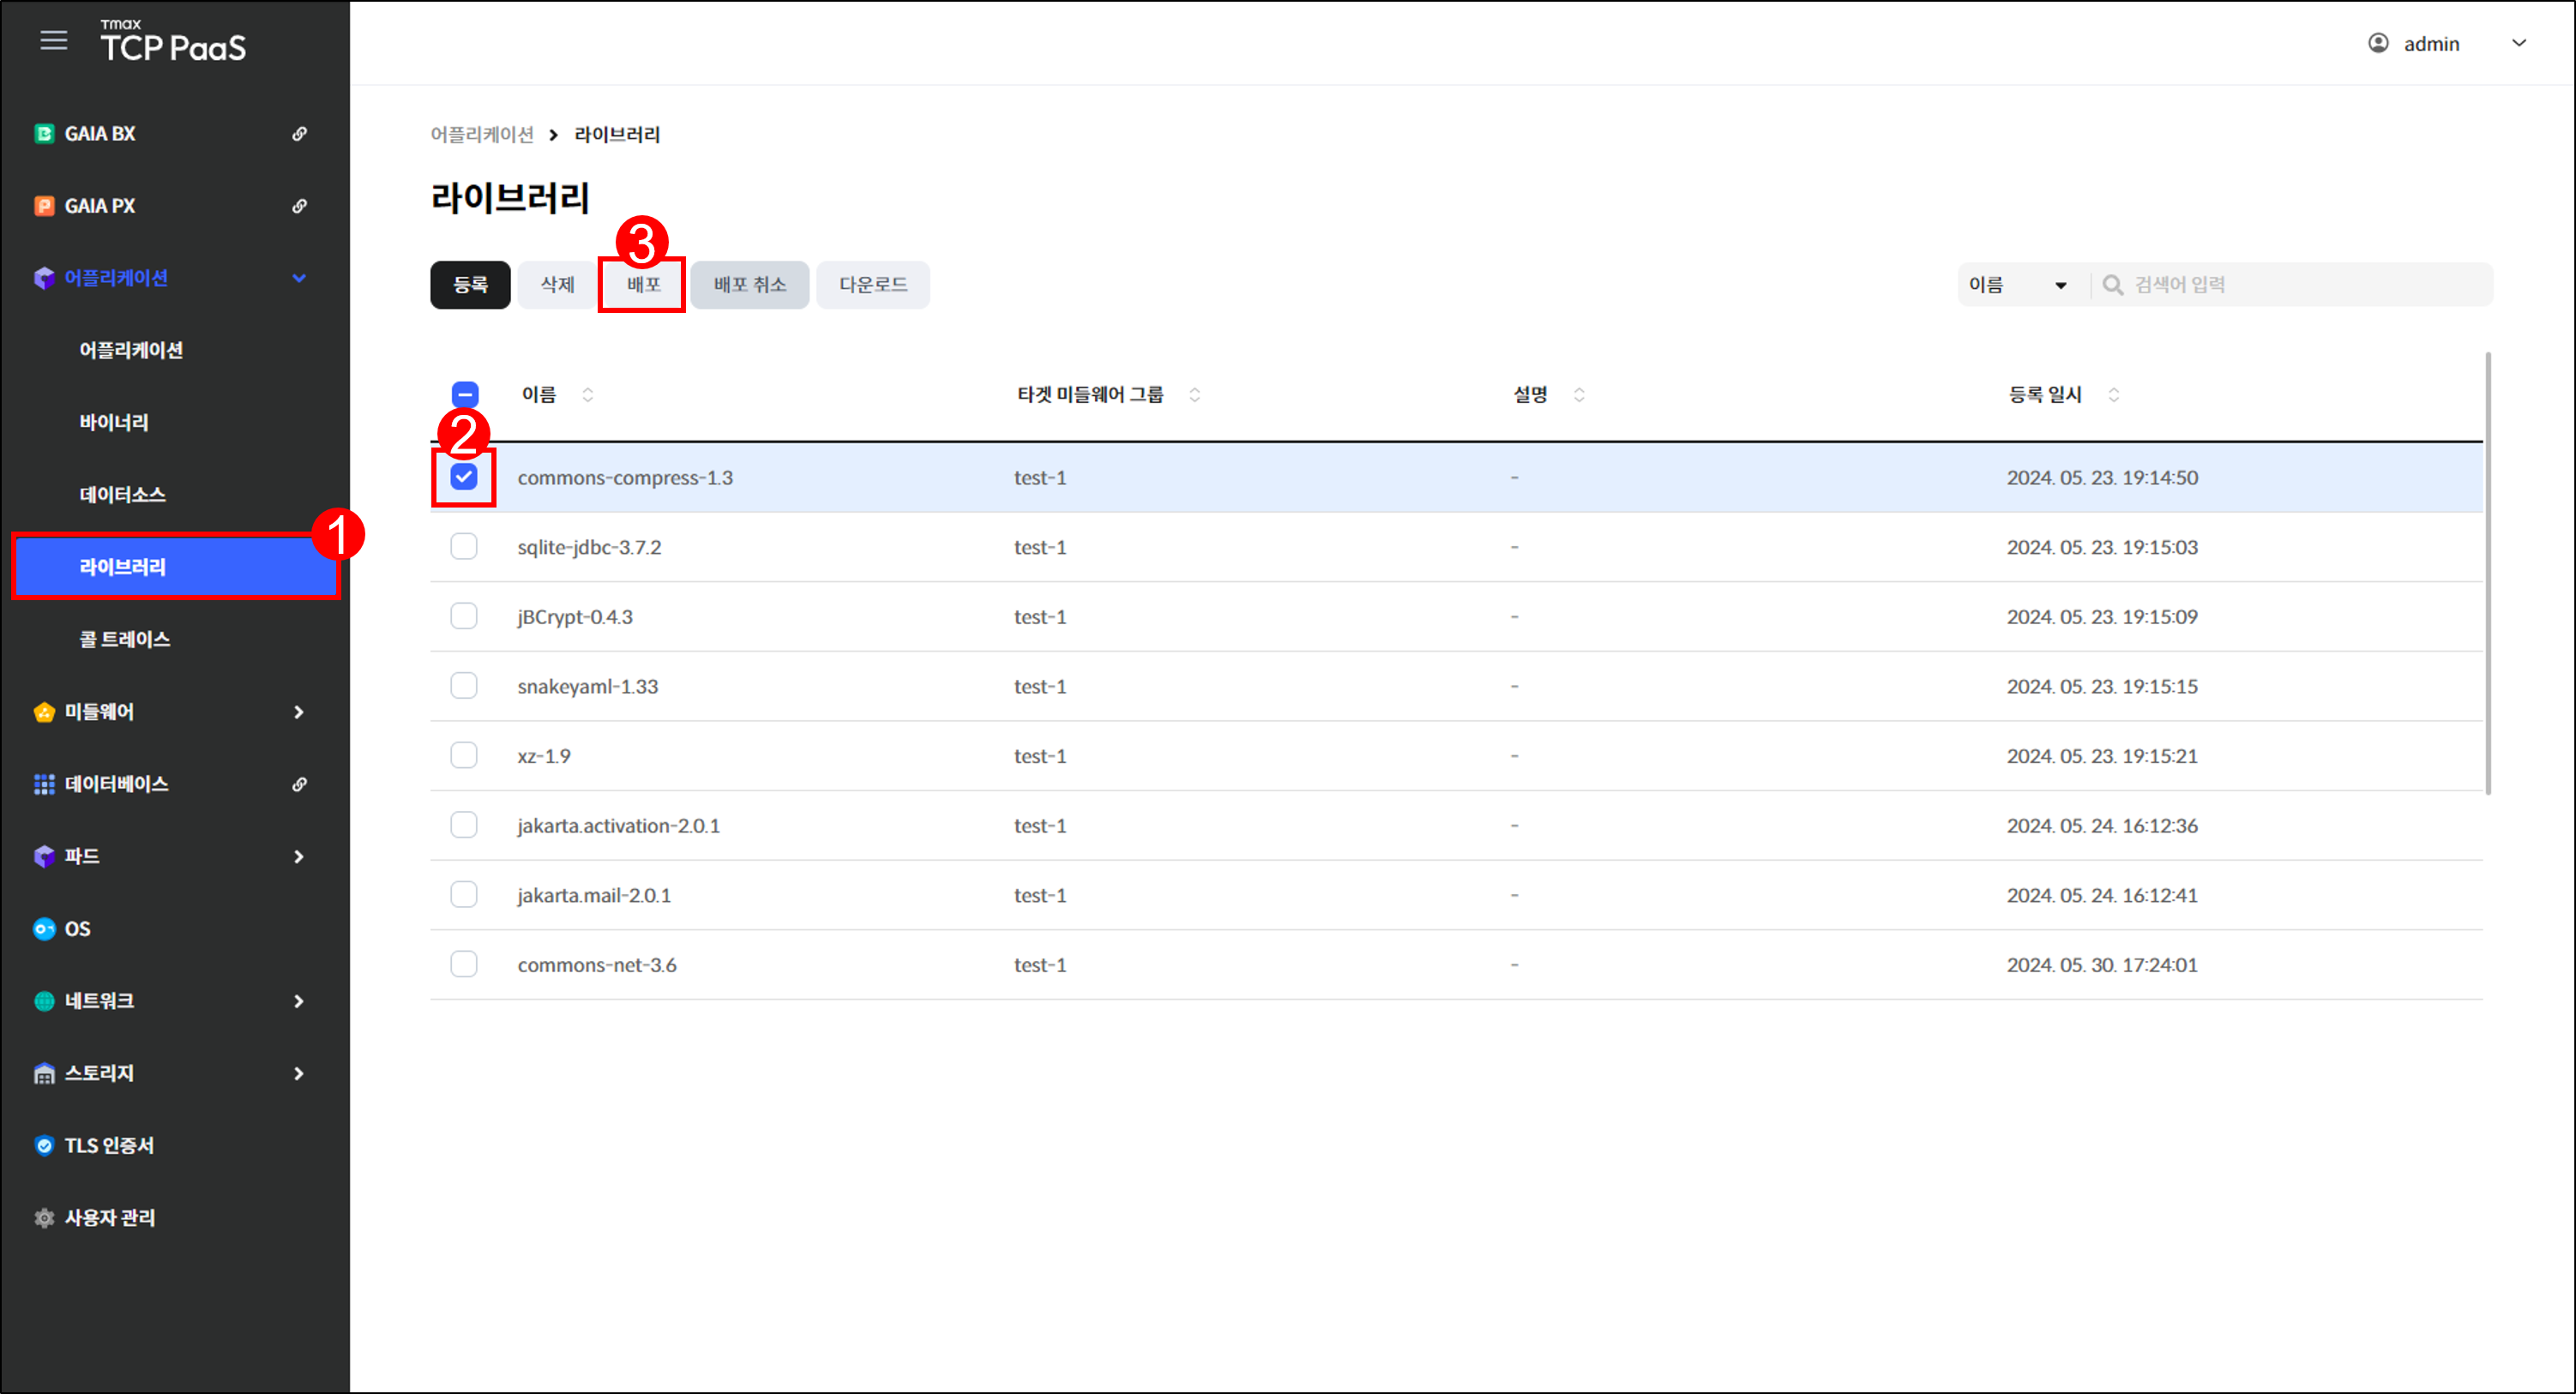 Tmax
TCP PaaS
admin
GAIA BX
GAIA PX
어플리케이션
어플리케이션
바이너리
데이터소스
1
라이브러리
콜 트레이스
미들웨어
데이터베이스
파드
OS
네트워크
스토리지
TLS 인증서
사용자 관리
어플리케이션 > 라이브러리
라이브러리
3
등록 삭제 배포 배포 취소 다운로드
이름 검색어 입력
이름 타겟 미들웨어 그룹 설명 등록 일시
2
commons-compress-1.3 test-1 - 2024. 05. 23. 19:14:50
sqlite-jdbc-3.7.2 test-1 - 2024. 05. 23. 19:15:03
jBCrypt-0.4.3 test-1 - 2024. 05. 23. 19:15:09
snakeyaml-1.33 test-1 - 2024. 05. 23. 19:15:15
xz-1.9 test-1 - 2024. 05. 23. 19:15:21
jakarta.activation-2.0.1 test-1 - 2024. 05. 24. 16:12:36
jakarta.mail-2.0.1 test-1 - 2024. 05. 24. 16:12:41
commons-net-3.6 test-1 - 2024. 05. 30. 17:24:01